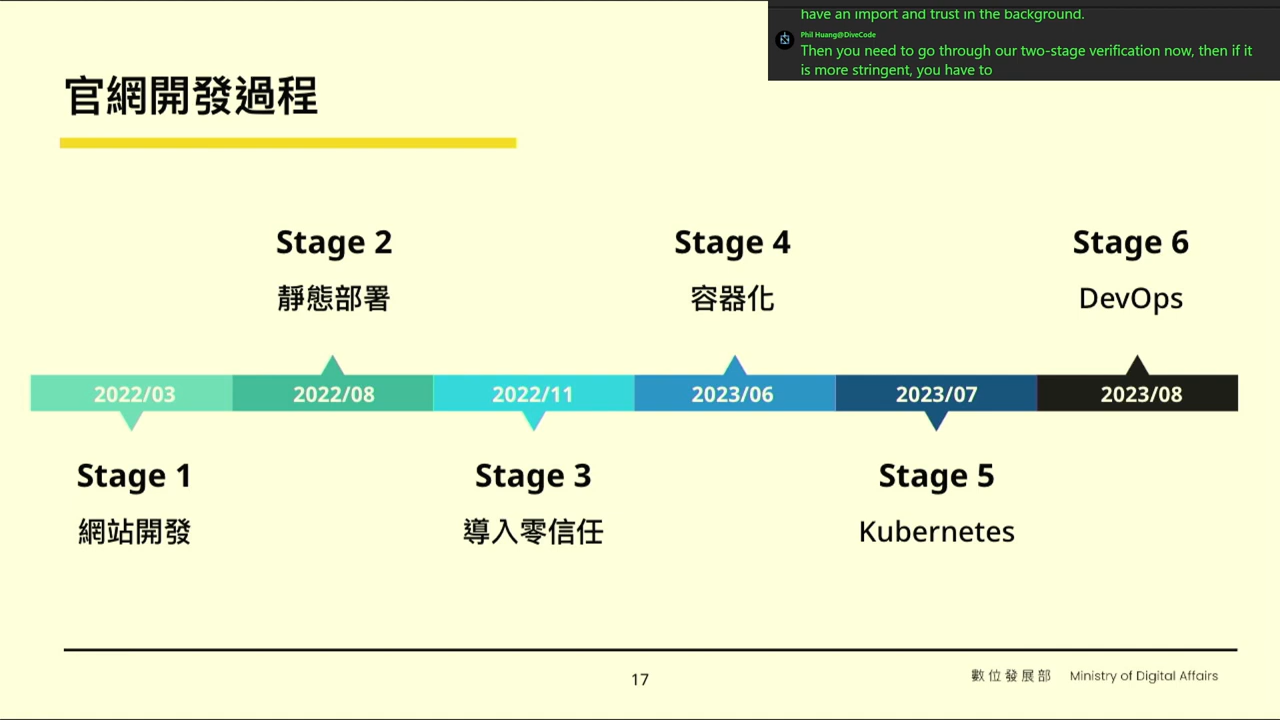 have an import and trust in the background.
Phil Huang@DiveCode
Then you need to go through our two-stage verification now, then if it
is more stringent, you have to
官網開發過程
Stage 2
靜態部署
Stage 4
容器化
Stage 6
DevOps
2022/03
2022/08
2022/11
2023/06
2023/07
2023/08
Stage 1
網站開發
Stage 3
導入零信任
Stage 5
Kubernetes
17
數位發展部 Ministry of Digital Affairs